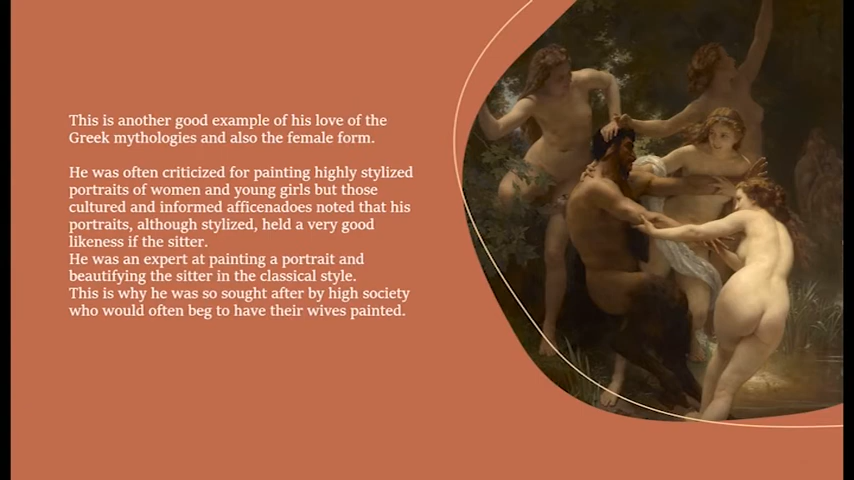 This is another good example of his love of the
Greek mythologies and also the female form.
He was often criticized for painting highly stylized
portraits of women and young girls but those
cultured and informed afficenadoes noted that his
portraits, although stylized, held a very good
likeness if the sitter.
He was an expert at painting a portrait and
beautifying the sitter in the classical style.
This is why he was so sought after by high society
who would often beg to have their wives painted.